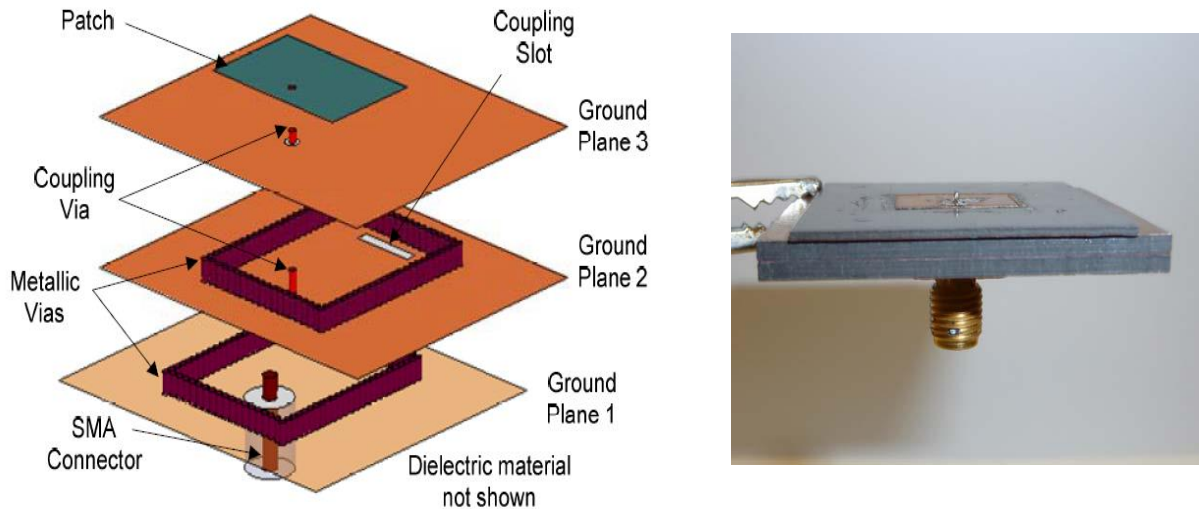 Patch
Coupling
Slot
Ground
Plane 3
Coupling
Via
Ground
Plane 2
Metallic
Vias
Ground
Plane 1
SMA
Connector
Dielectric material
not shown